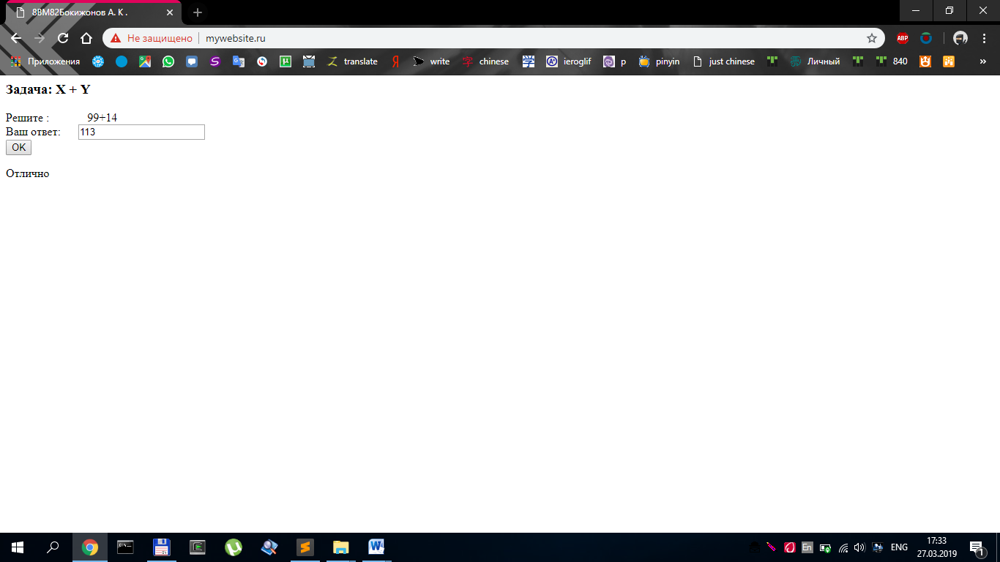 8ВМ82Бокижонов А. К .
Не защищено mywebsite.ru
ABP
Приложения translate write chinese ieroglif p pinyin just chinese Личный 840 »
Задача: X + Y
Решите : 99+14
Ваш ответ: 113
OK
Отлично
En ENG 17:33
27.03.2019 1